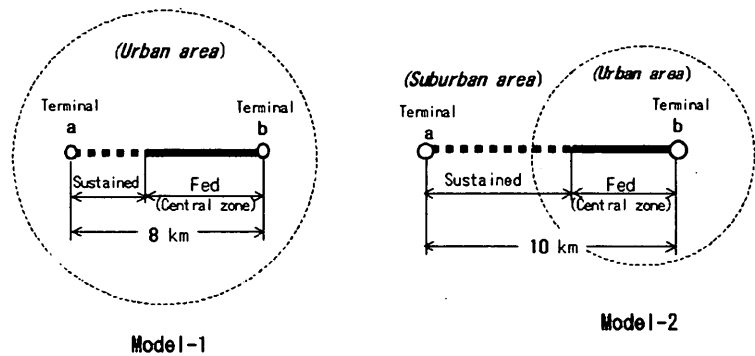 (Urban area)
Terminal
a
Terminal
b
Sustained
Fed
(Central zone)
8 km
Model-1
(Suburban area)
(Urban area)
Terminal
a
Terminal
b
Sustained
Fed
(Central zone)
10 km
Model-2